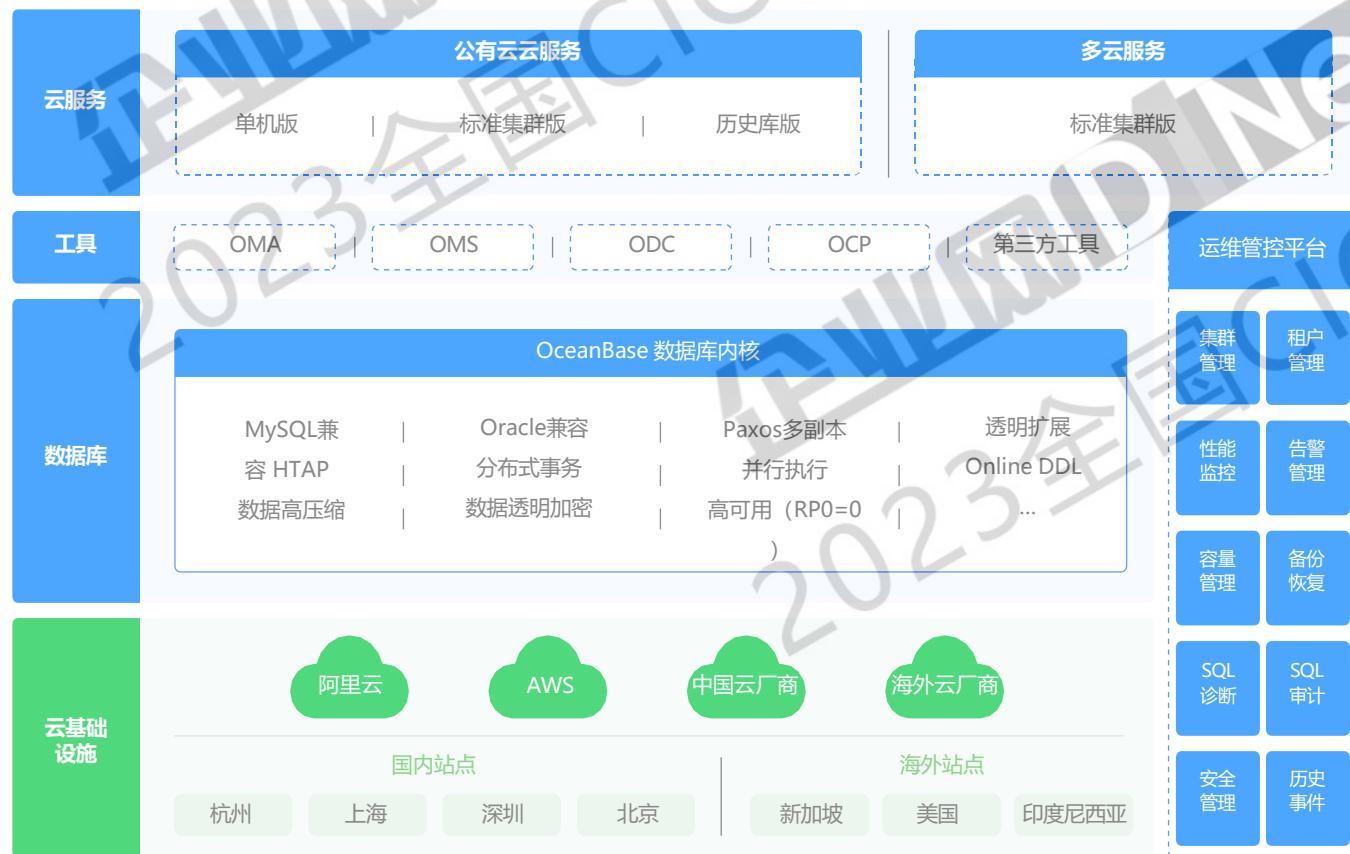 公有云云服务
多云服务
云服务
单机版 | 标准集群版 | 历史库版
标准集群版
工具
OMA | OMS | ODC | OCP | 第三方工具
运维管控平台
数据库
OceanBase 数据库内核
MySQL兼 | Oracle兼容 | Paxos多副本 | 透明扩展
容 HTAP | 分布式事务 | 并行执行 | Online DDL
数据高压缩 | 数据透明加密 | 高可用（RP0=0 | ...
）
集群
管理
租户
管理
性能
监控
告警
管理
容量
管理
备份
恢复
SQL
诊断
SQL
审计
安全
管理
历史
事件
云基础
设施
阿里云
AWS
中国云厂商
海外云厂商
国内站点
海外站点
杭州
上海
深圳
北京
新加坡
美国
印度尼西亚
企业网DINe
2023全国CIO
企业网D
2023全国CIO